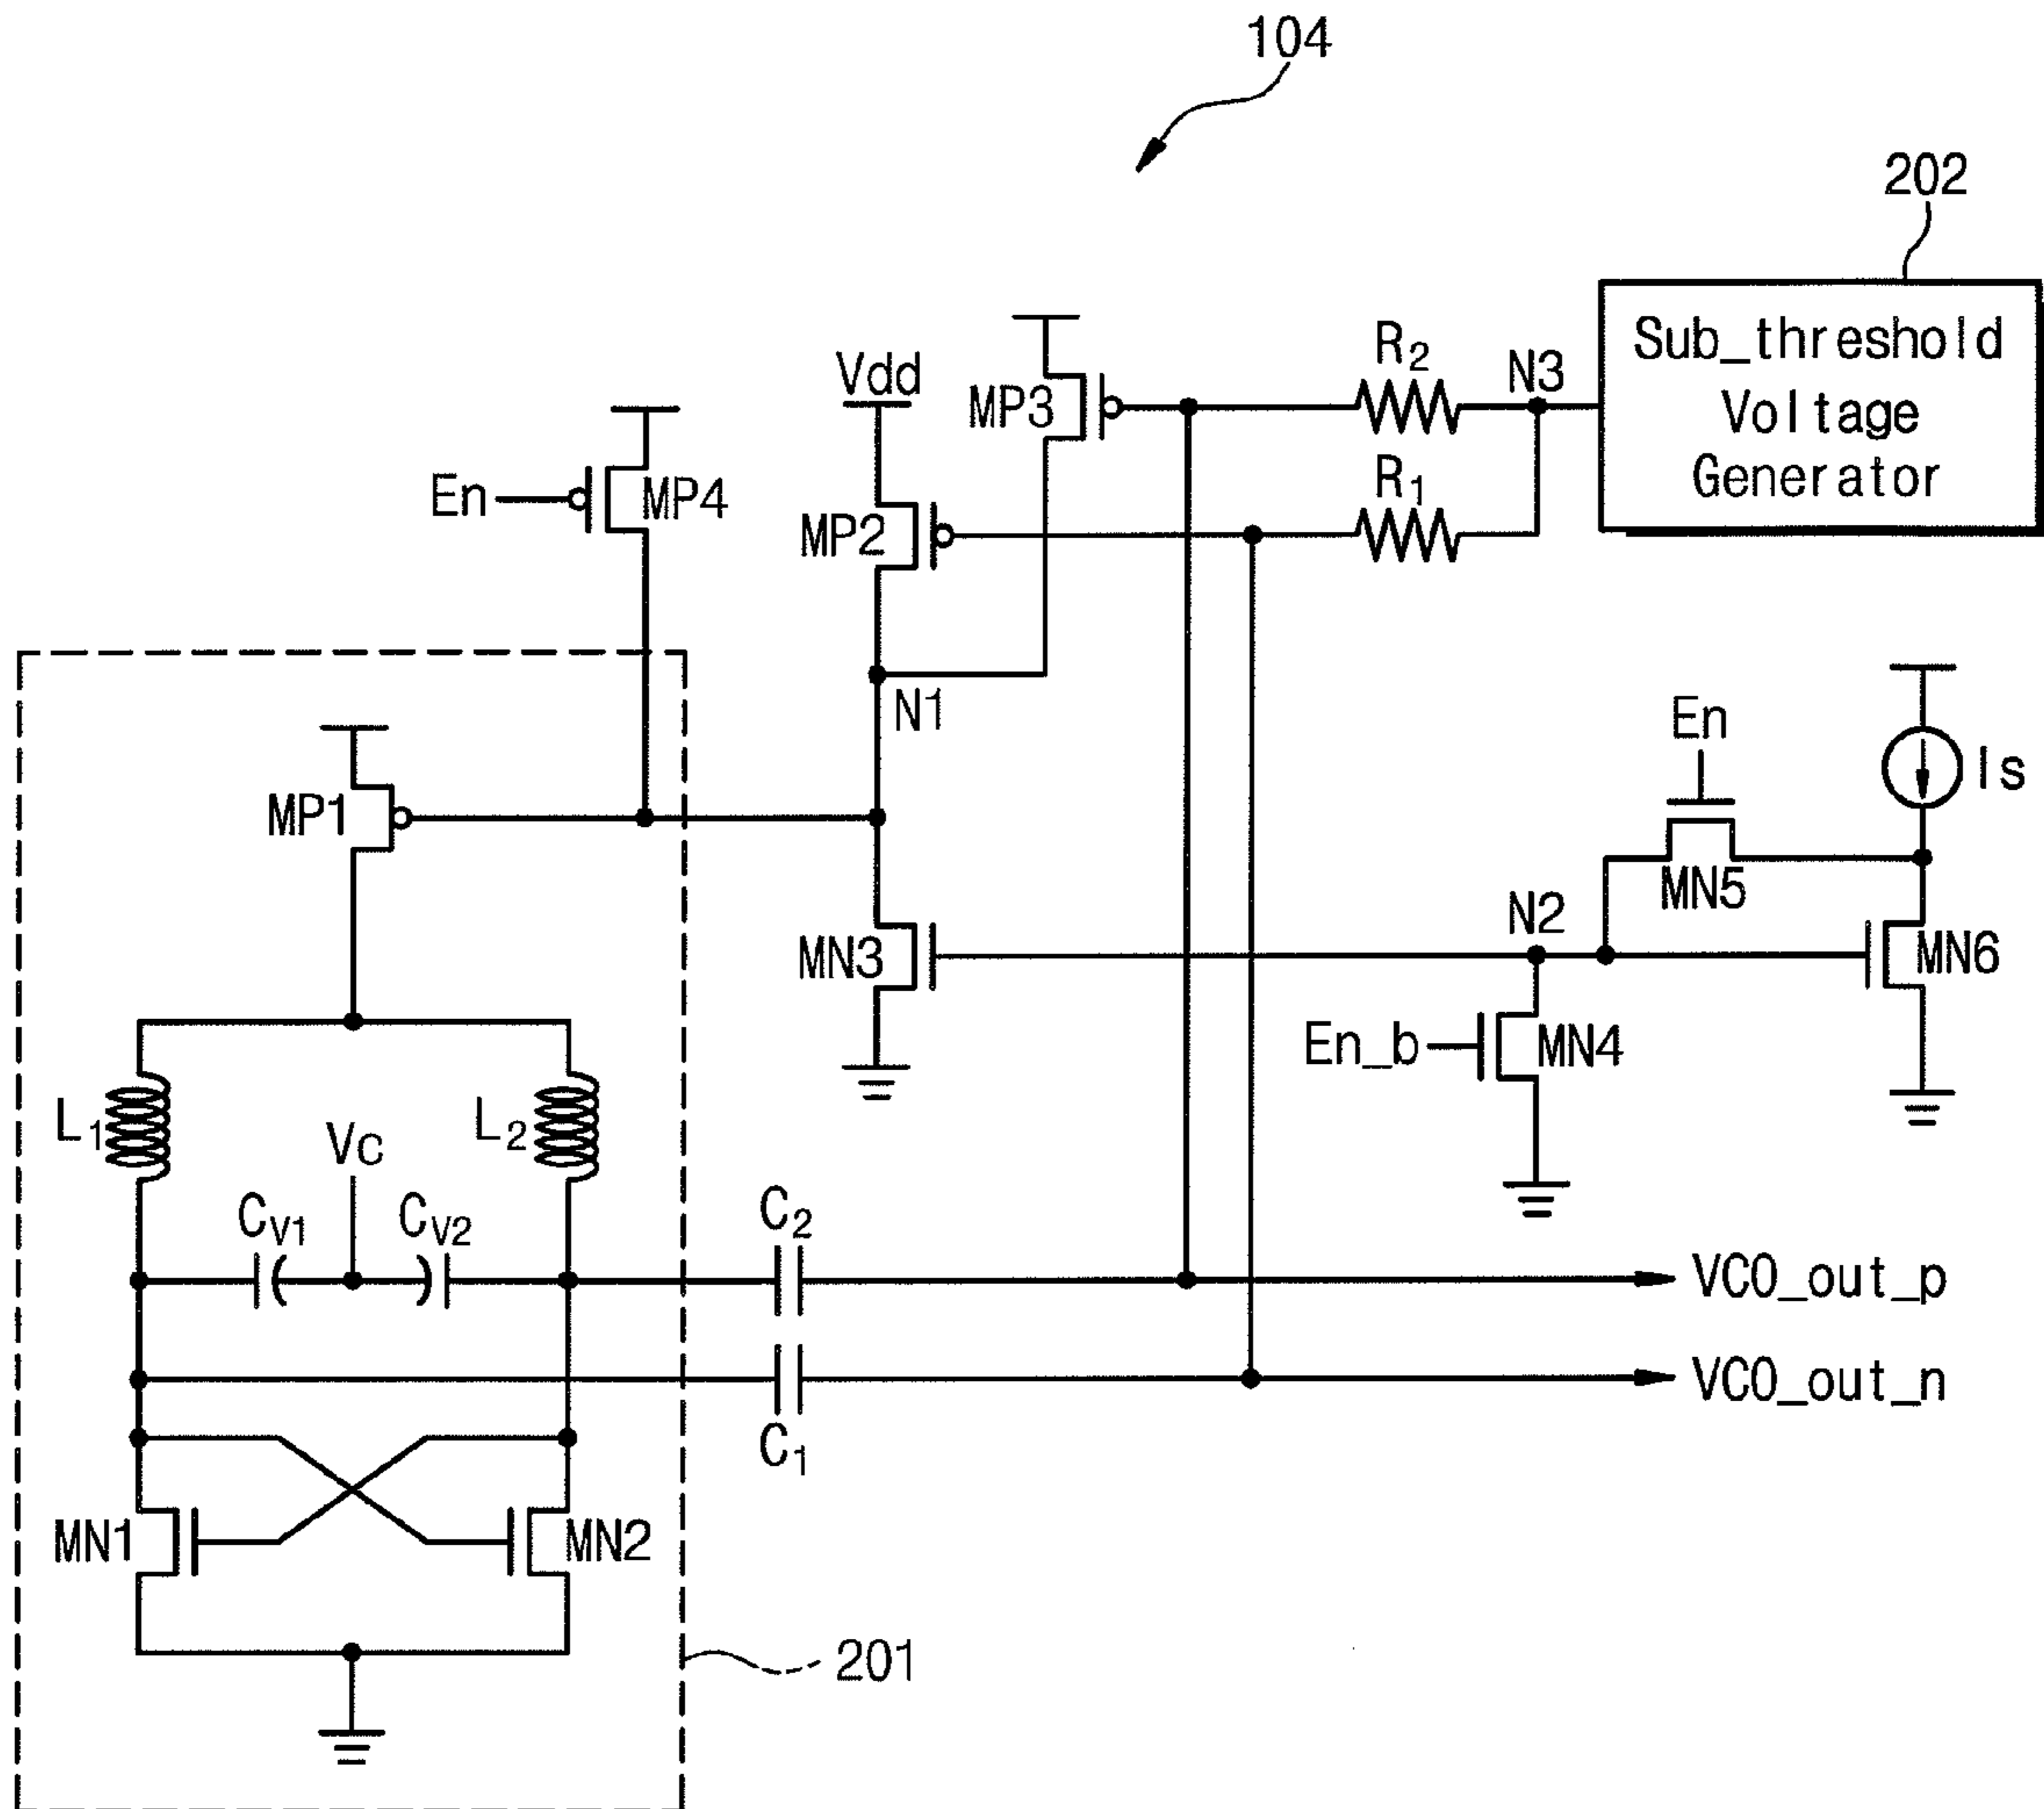 104
202
Sub_threshold
Voltage
Generator
R2
N3
R1
Vdd
MP3
En
MP4
MP2
N1
En
Is
MP1
MN5
N2
MN3
MN6
En_b
MN4
L1
L2
VC
CV1
CV2
C2
VCO_out_p
VCO_out_n
C1
MN1
MN2
201